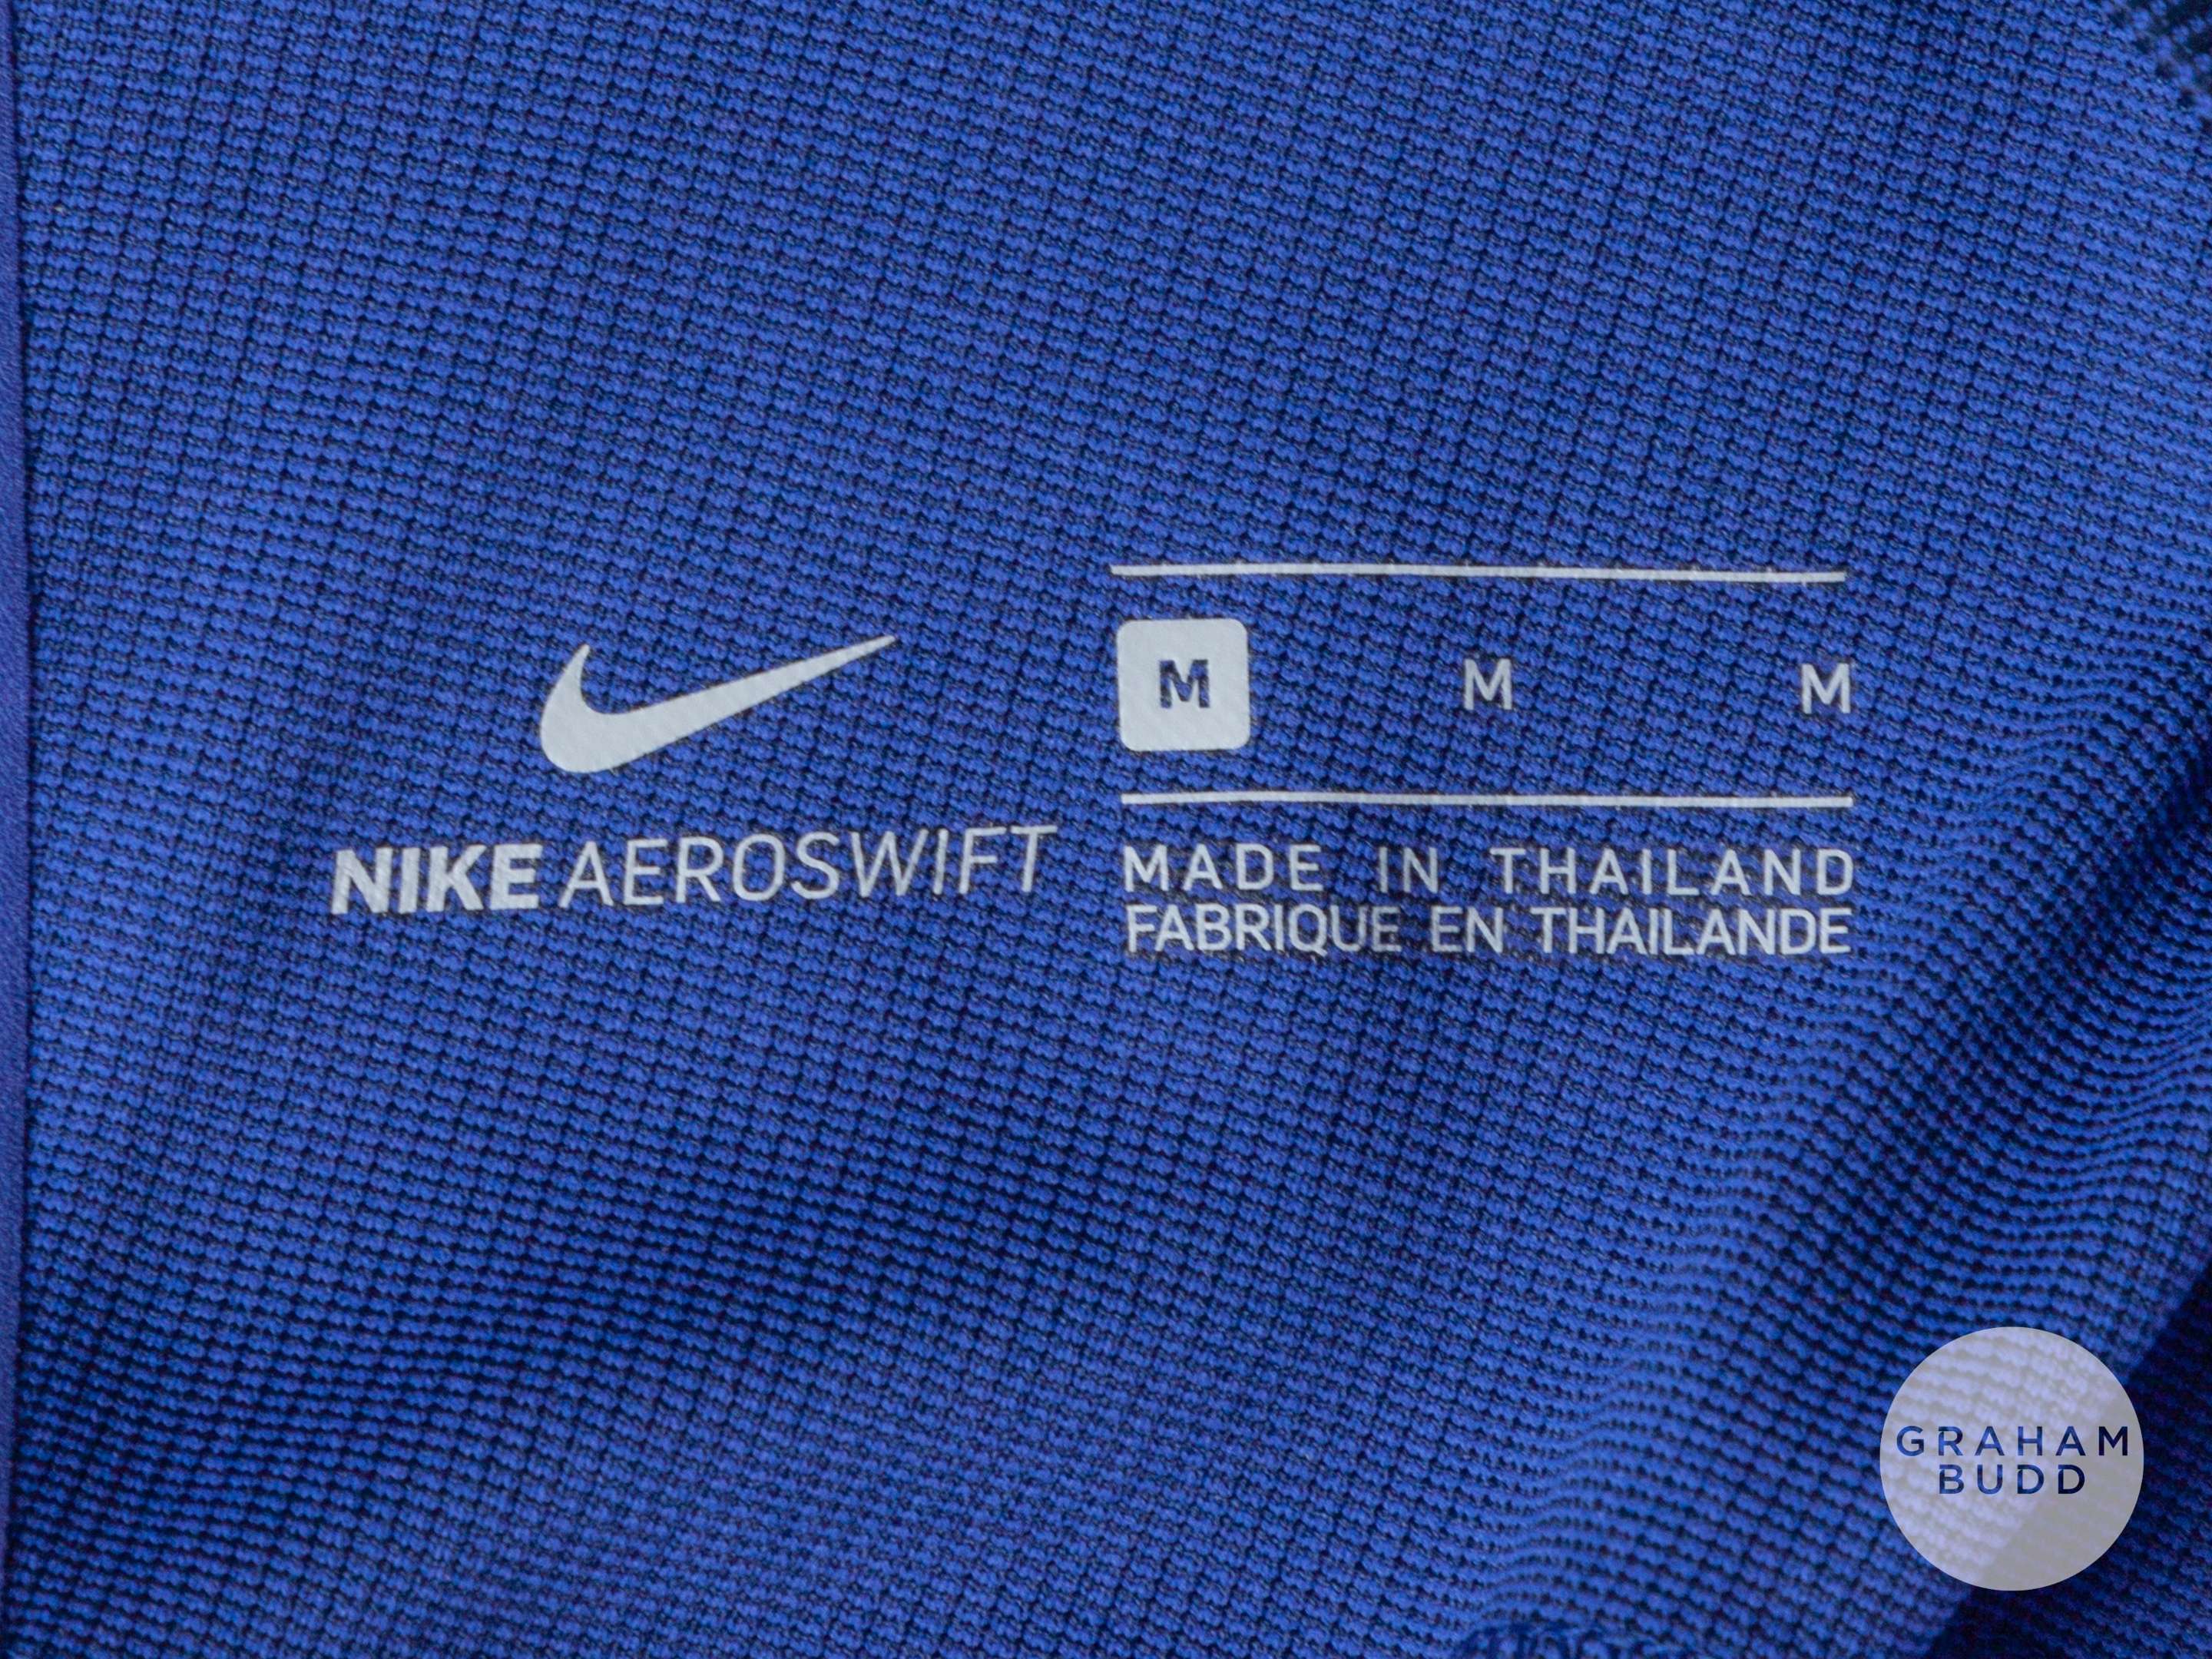 NIKE AEROSWIFT
M M M
MADE IN THAILAND
FABRIQUE EN THAILANDE
GRAHAM
BUDD